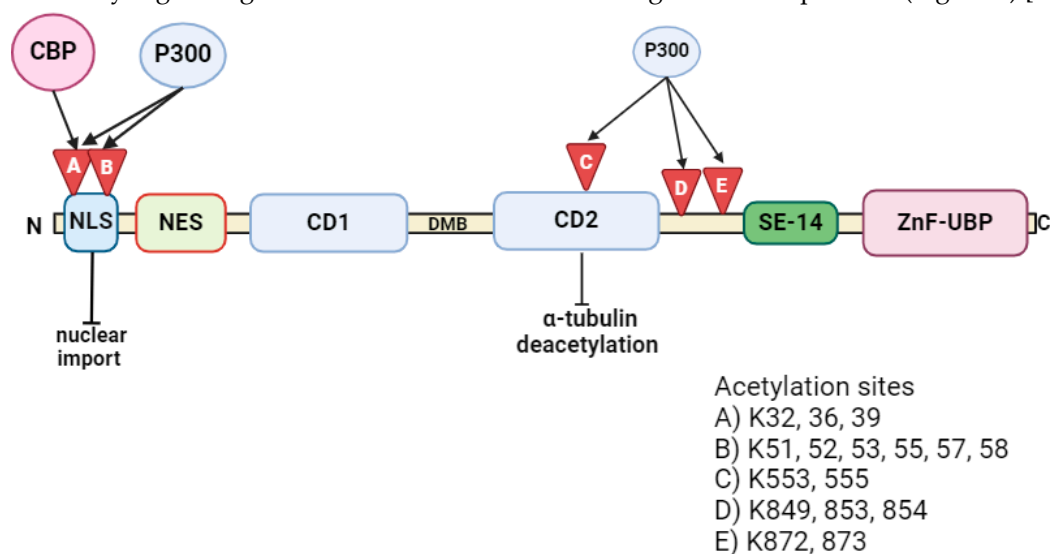 CBP
P300
P300
A
B
C
D
E
N
NLS
NES
CD1
DMB
CD2
SE-14
ZnF-UBP
C
nuclear
import
α-tubulin
deacetylation
Acetylation sites
A) K32, 36, 39
B) K51, 52, 53, 55, 57, 58
C) K553, 555
D) K849, 853, 854
E) K872, 873